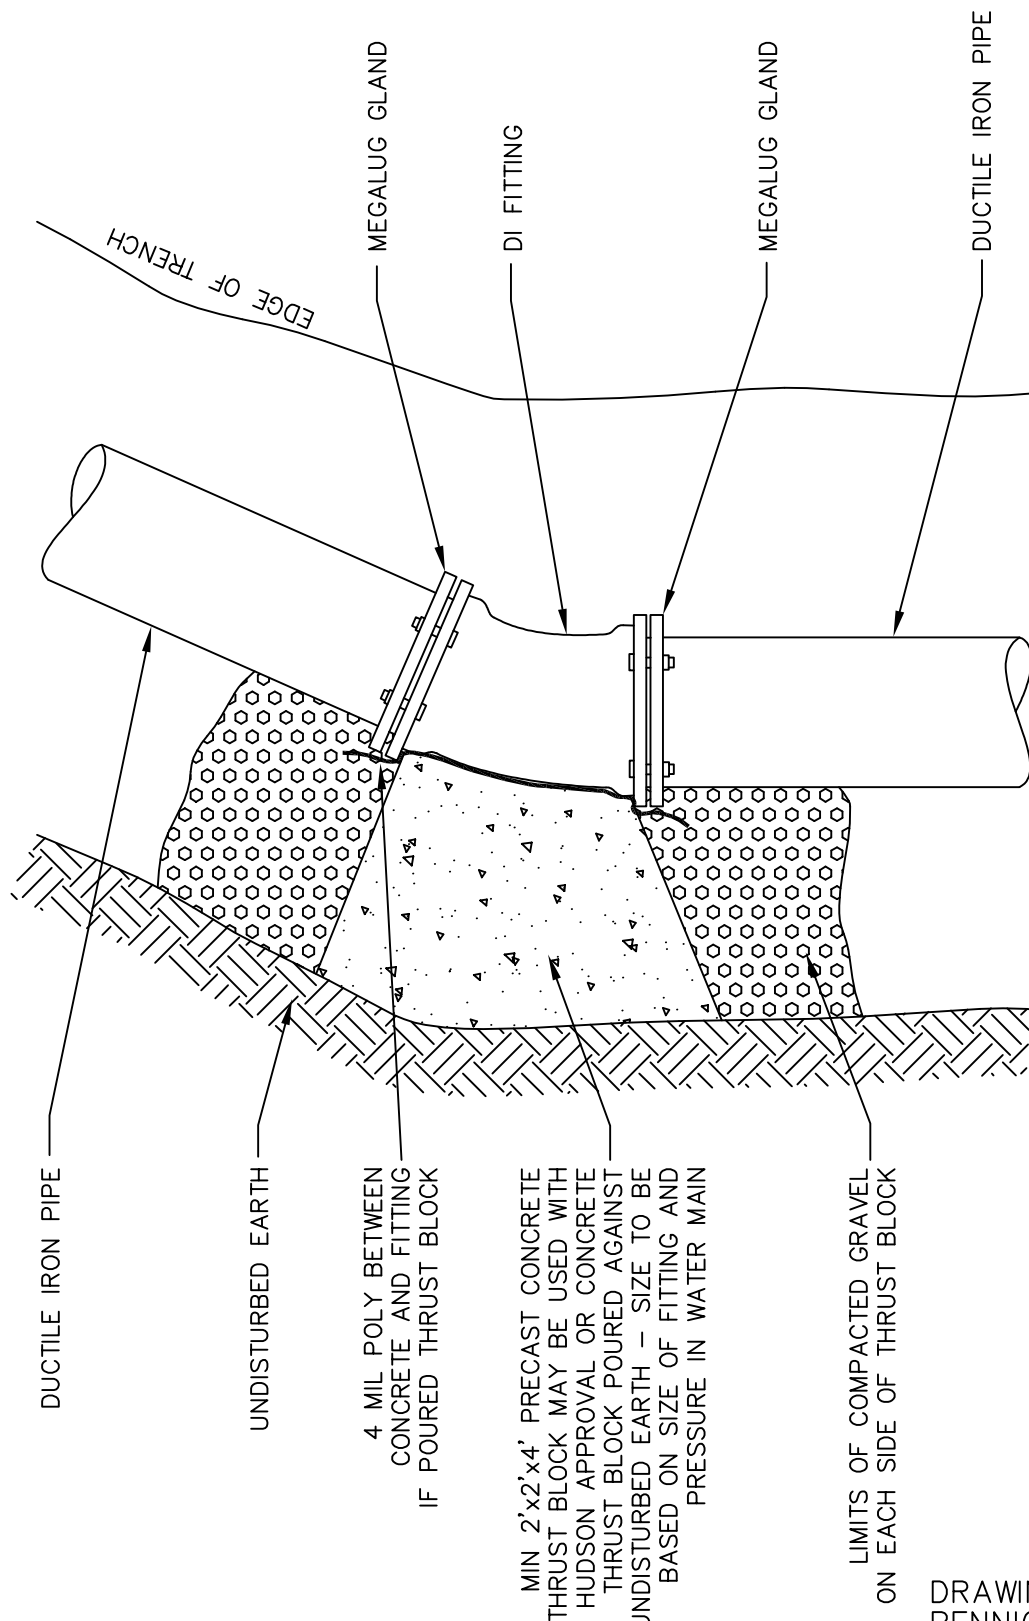 DUCTILE IRON PIPE
UNDISTURBED EARTH
4 MIL POLY BETWEEN
CONCRETE AND FITTING
IF POURED THRUST BLOCK
MIN 2'x2'x4' PRECAST CONCRETE
THRUST BLOCK MAY BE USED WITH
HUDSON APPROVAL OR CONCRETE
THRUST BLOCK POURED AGAINST
UNDISTURBED EARTH – SIZE TO BE
BASED ON SIZE OF FITTING AND
PRESSURE IN WATER MAIN
LIMITS OF COMPACTED GRAVEL
ON EACH SIDE OF THRUST BLOCK
EDGE OF TRENCH
MEGALUG GLAND
DI FITTING
MEGALUG GLAND
DUCTILE IRON PIPE